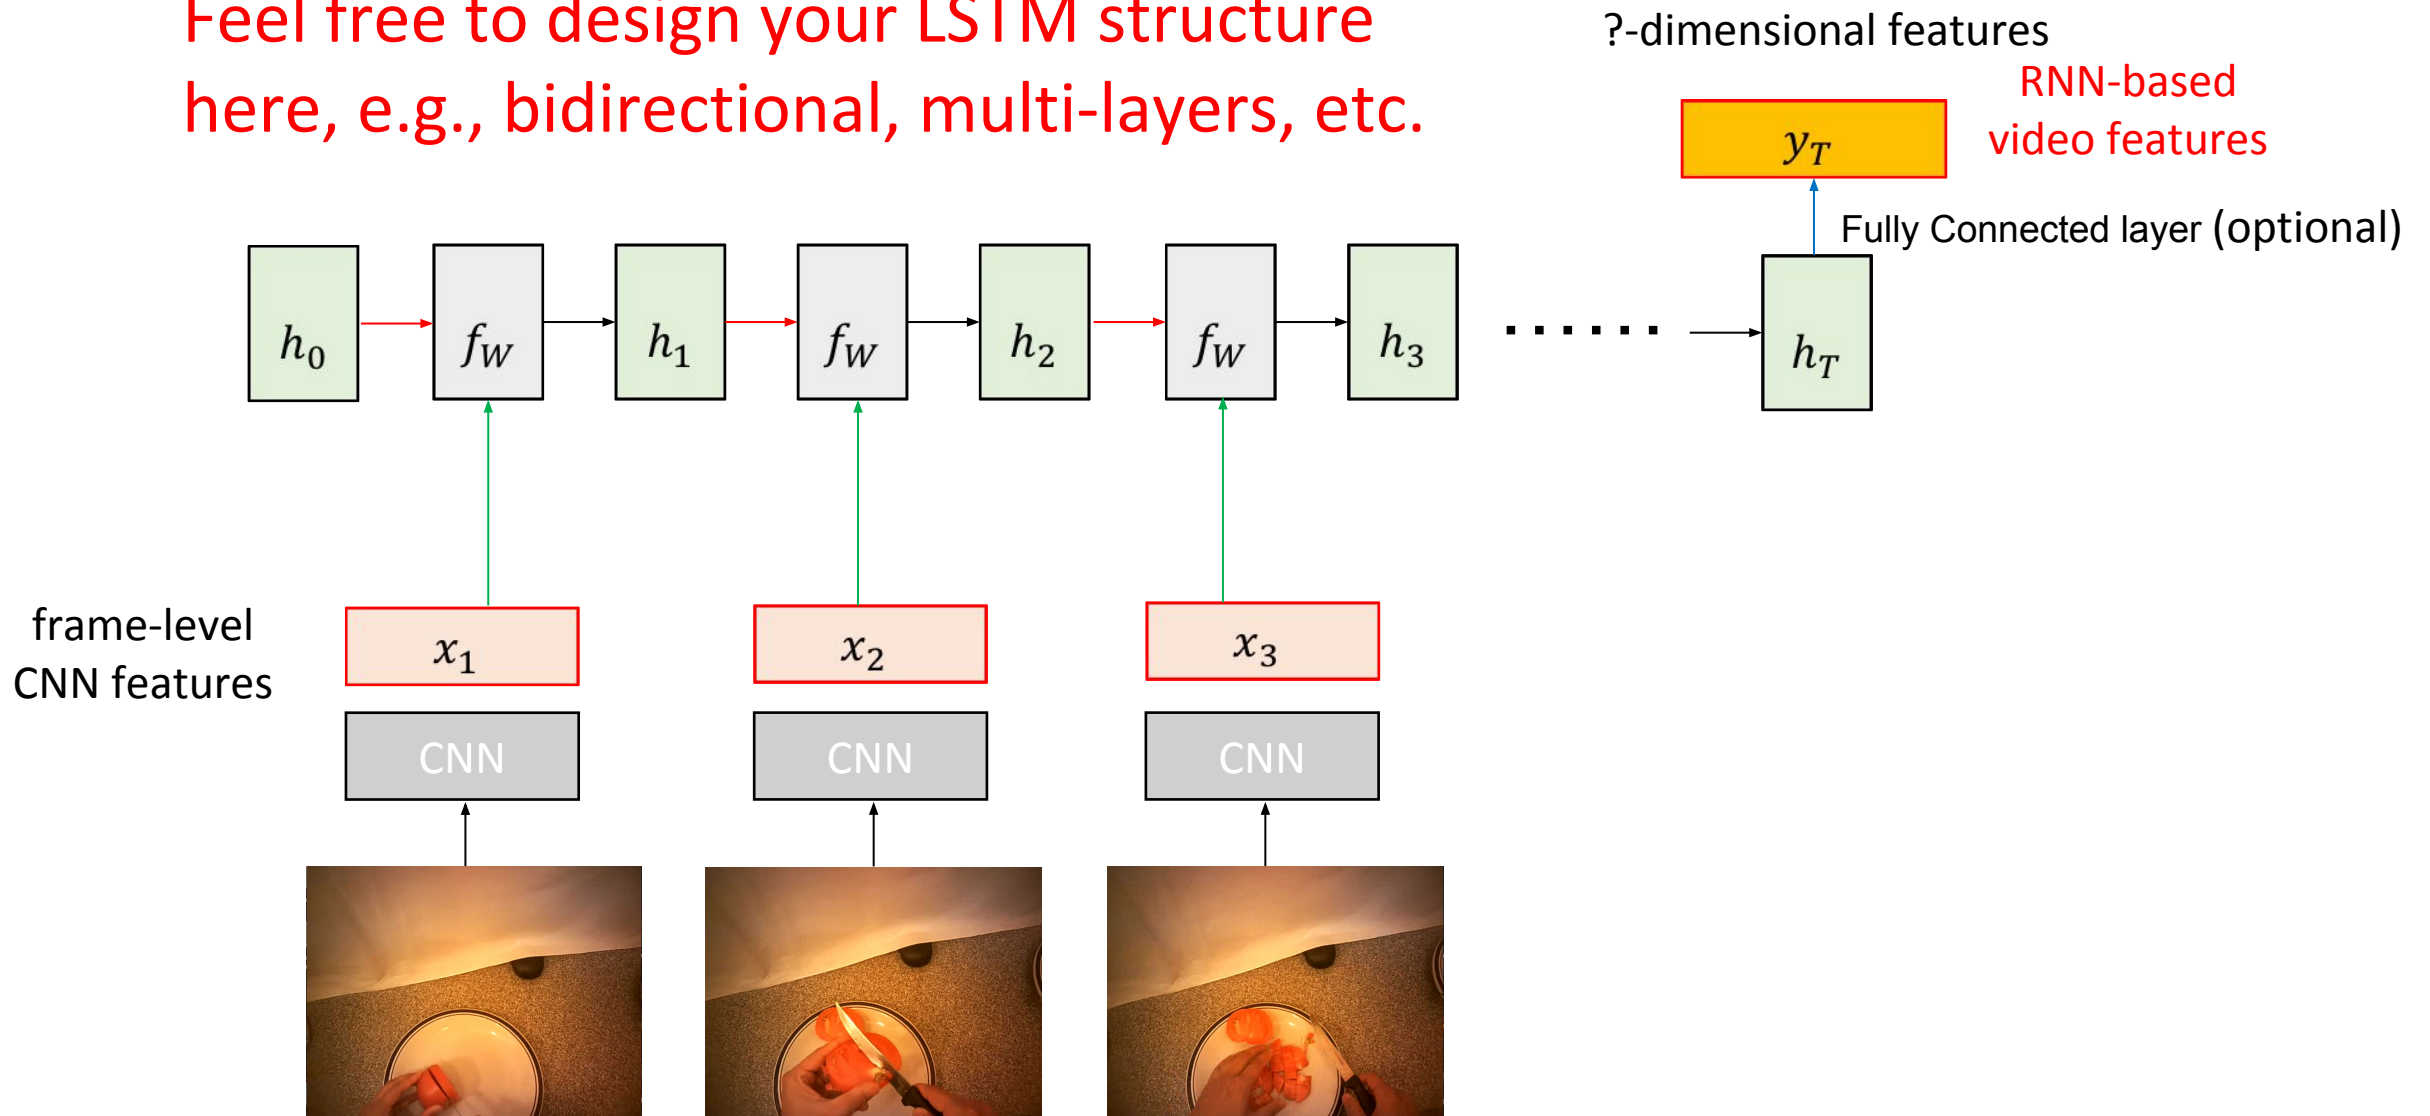 Feel free to design your LSTM structure
here, e.g., bidirectional, multi-layers, etc.
?-dimensional features
RNN-based
video features
y_T
Fully Connected layer (optional)
h_0
f_W
h_1
f_W
h_2
f_W
h_3
......
h_T
frame-level
CNN features
x_1
x_2
x_3
CNN
CNN
CNN